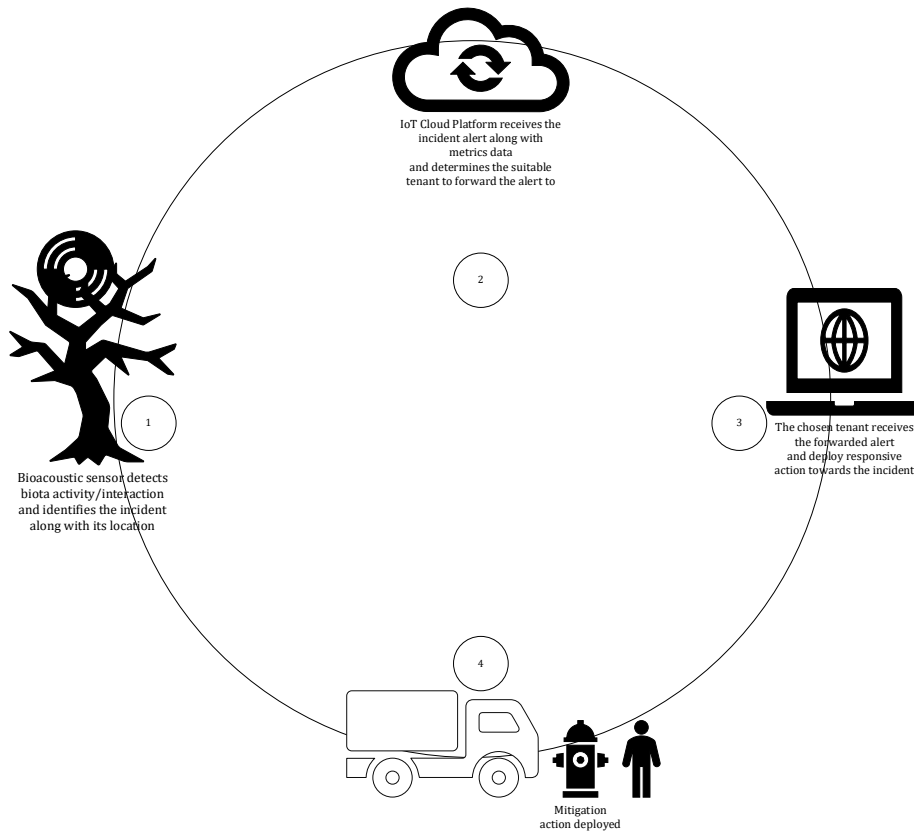 IoT Cloud Platform receives the
incident alert along with
metrics data
and determines the suitable
tenant to forward the alert to
2
1
Bioacoustic sensor detects
biota activity/interaction
and identifies the incident
along with its location
3
The chosen tenant receives
the forwarded alert
and deploy responsive
action towards the incident
4
Mitigation
action deployed